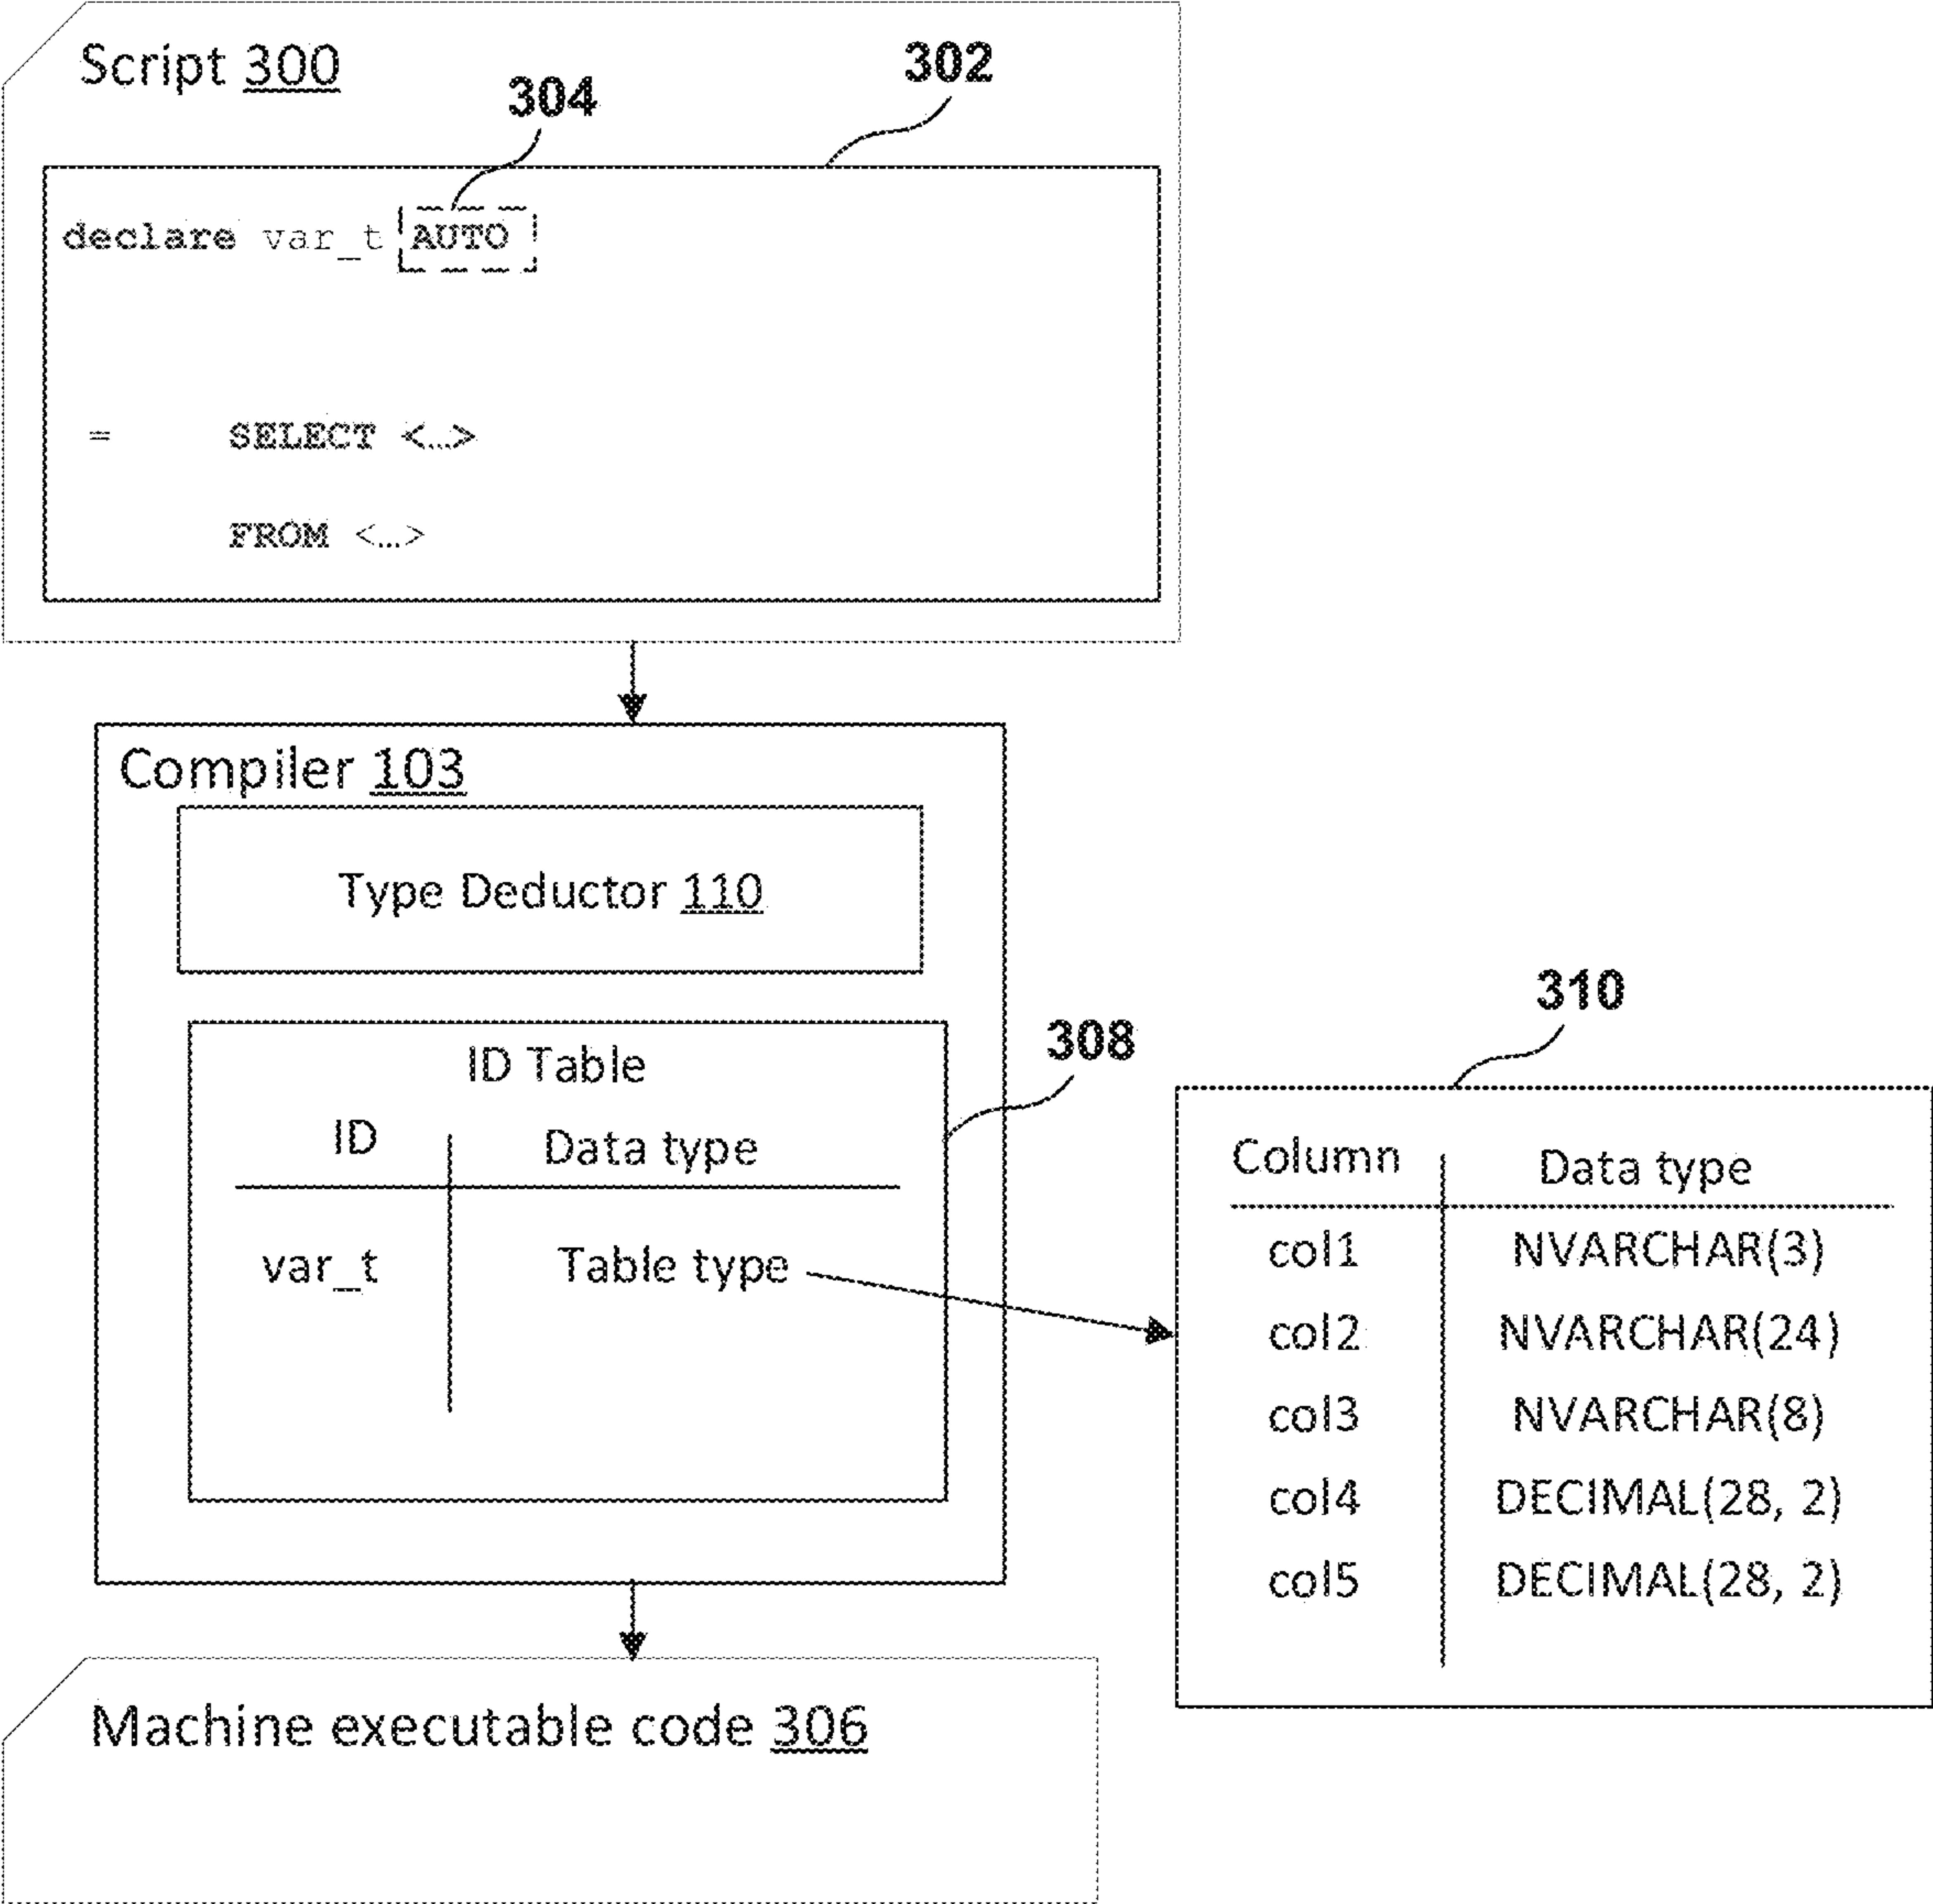 Script 300
302
304
declare var_t AUTO
= SELECT <...>
FROM <...>
Compiler 103
Type Deductor 110
308
ID Table
ID Data type
var_t Table type
310
Column Data type
col1 NVARCHAR(3)
col2 NVARCHAR(24)
col3 NVARCHAR(8)
col4 DECIMAL(28, 2)
col5 DECIMAL(28, 2)
Machine executable code 306